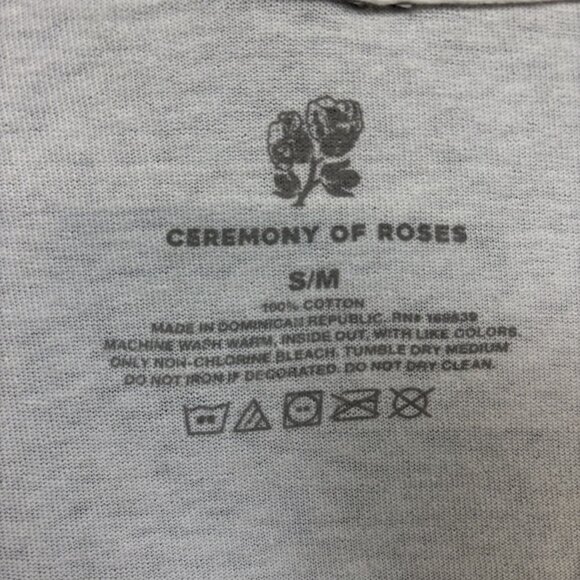 CEREMONY OF ROSES
S/M
100% COTTON
MADE IN DOMINICAN REPUBLIC. RN# 168839
MACHINE WASH WARM, INSIDE OUT, WITH LIKE COLORS.
ONLY NON-CHLORINE BLEACH. TUMBLE DRY MEDIUM
DO NOT IRON IF DECORATED. DO NOT DRY CLEAN.